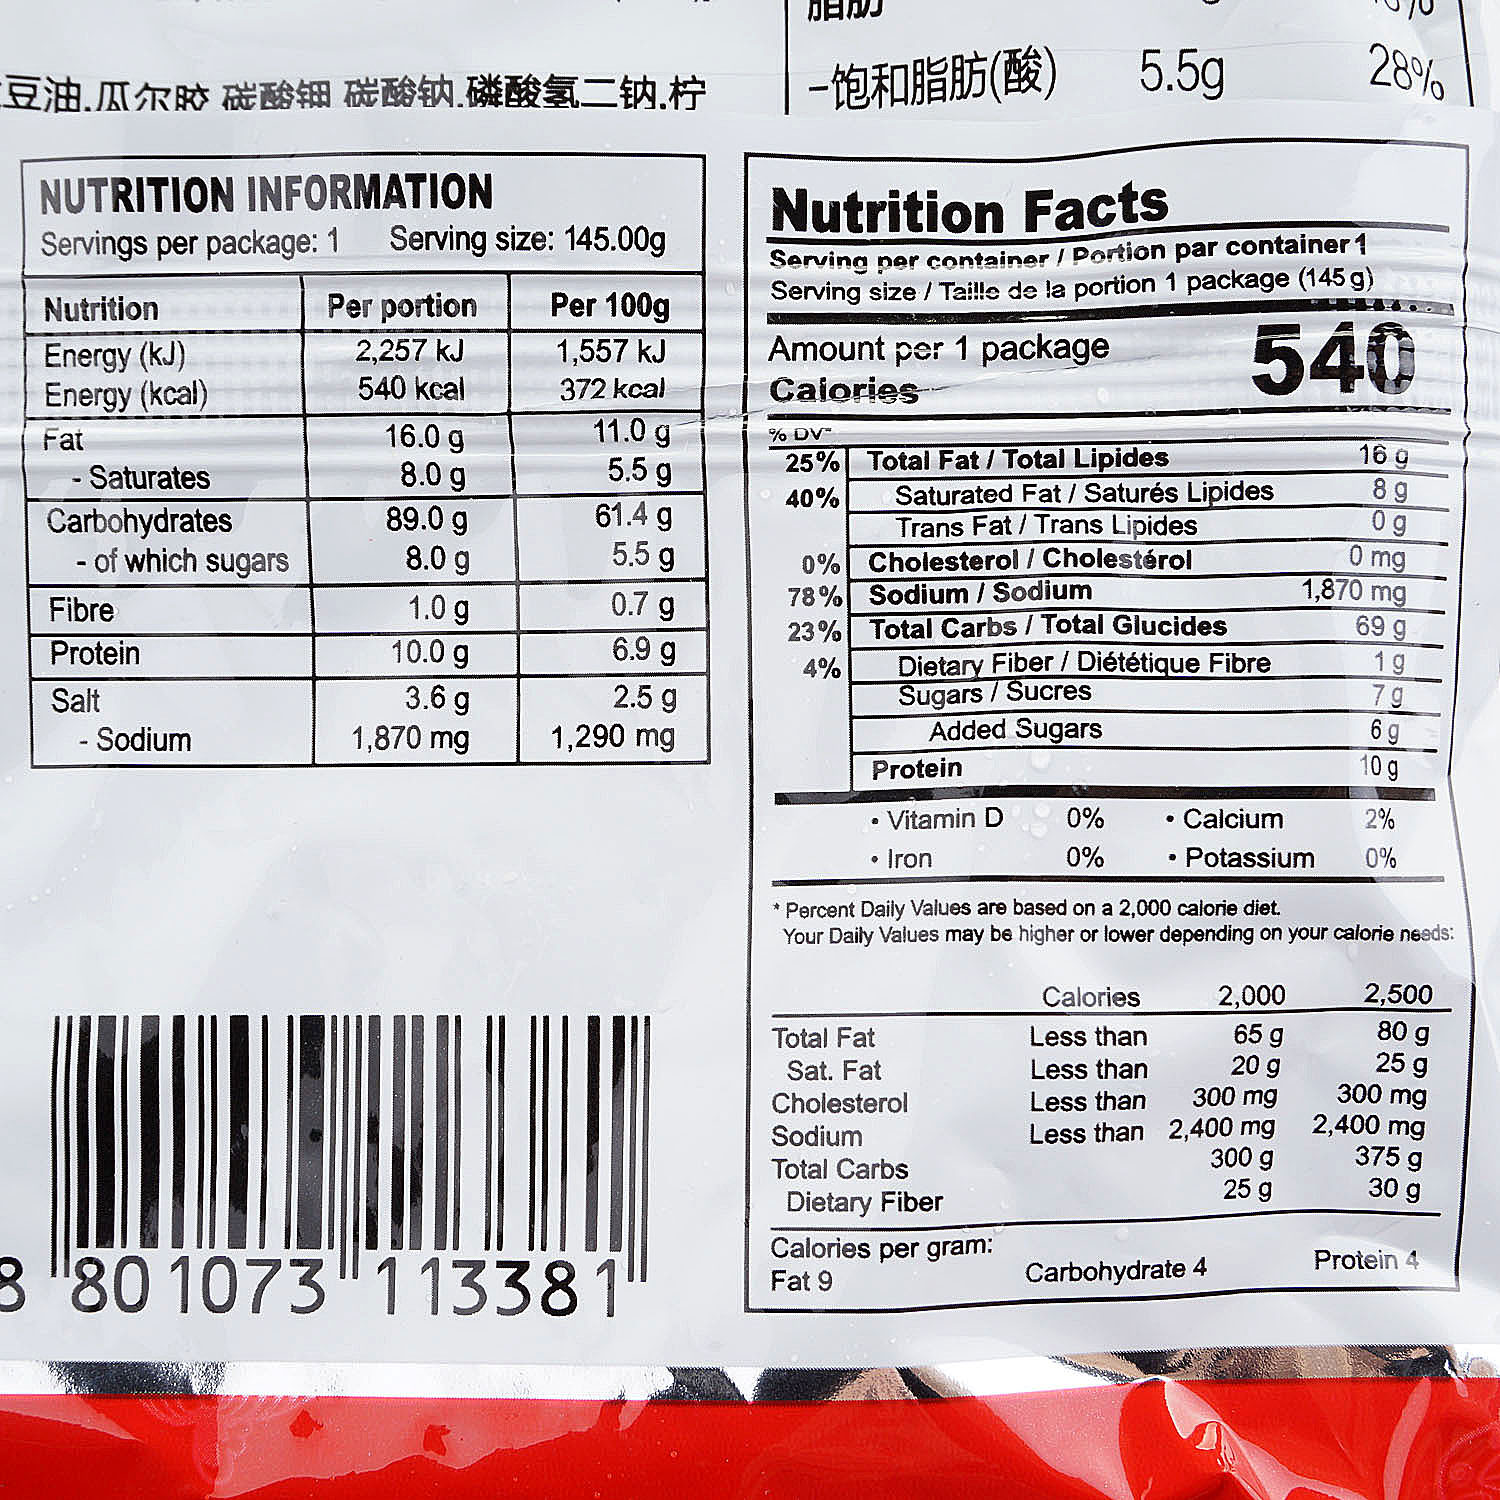 脂肪
-饱和脂肪(酸) 5.5g 28%
豆油.瓜尔胶 碳酸钾 碳酸钠.磷酸氢二钠.柠
NUTRITION INFORMATION
Servings per package: 1 Serving size: 145.00g
Nutrition Per portion Per 100g
Energy (kJ) 2,257 kJ 1,557 kJ
Energy (kcal) 540 kcal 372 kcal
Fat 16.0 g 11.0 g
- Saturates 8.0 g 5.5 g
Carbohydrates 89.0 g 61.4 g
- of which sugars 8.0 g 5.5 g
Fibre 1.0 g 0.7 g
Protein 10.0 g 6.9 g
Salt 3.6 g 2.5 g
- Sodium 1,870 mg 1,290 mg
8 801073 113381
Nutrition Facts
Serving per container / Portion par container 1
Serving size / Taille de la portion 1 package (145 g)
Amount per 1 package
Calories 540
% DV*
25% Total Fat / Total Lipides 16 g
40% Saturated Fat / Saturés Lipides 8 g
Trans Fat / Trans Lipides 0 g
0% Cholesterol / Cholestérol 0 mg
78% Sodium / Sodium 1,870 mg
23% Total Carbs / Total Glucides 69 g
4% Dietary Fiber / Diététique Fibre 1 g
Sugars / Sucres 7 g
Added Sugars 6 g
Protein 10 g
• Vitamin D 0% • Calcium 2%
• Iron 0% • Potassium 0%
* Percent Daily Values are based on a 2,000 calorie diet.
Your Daily Values may be higher or lower depending on your calorie needs:
Calories 2,000 2,500
Total Fat Less than 65 g 80 g
Sat. Fat Less than 20 g 25 g
Cholesterol Less than 300 mg 300 mg
Sodium Less than 2,400 mg 2,400 mg
Total Carbs 300 g 375 g
Dietary Fiber 25 g 30 g
Calories per gram:
Fat 9 Carbohydrate 4 Protein 4